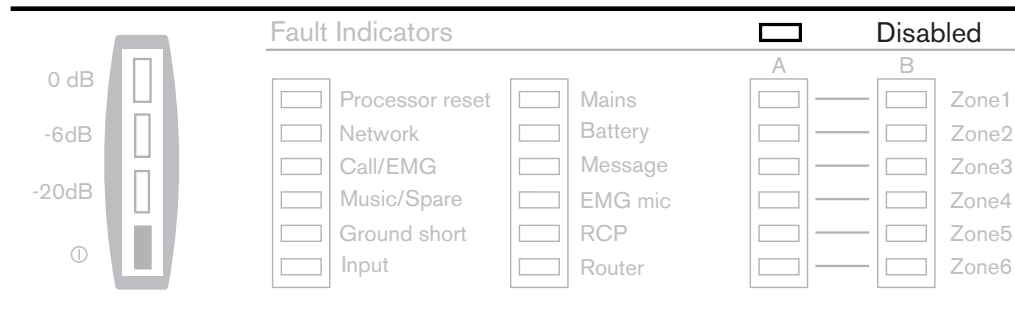 Fault Indicators Disabled
A B
0 dB
-6dB
-20dB
Processor reset Mains Zone1
Network Battery Zone2
Call/EMG Message Zone3
Music/Spare EMG mic Zone4
Ground short RCP Zone5
Input Router Zone6